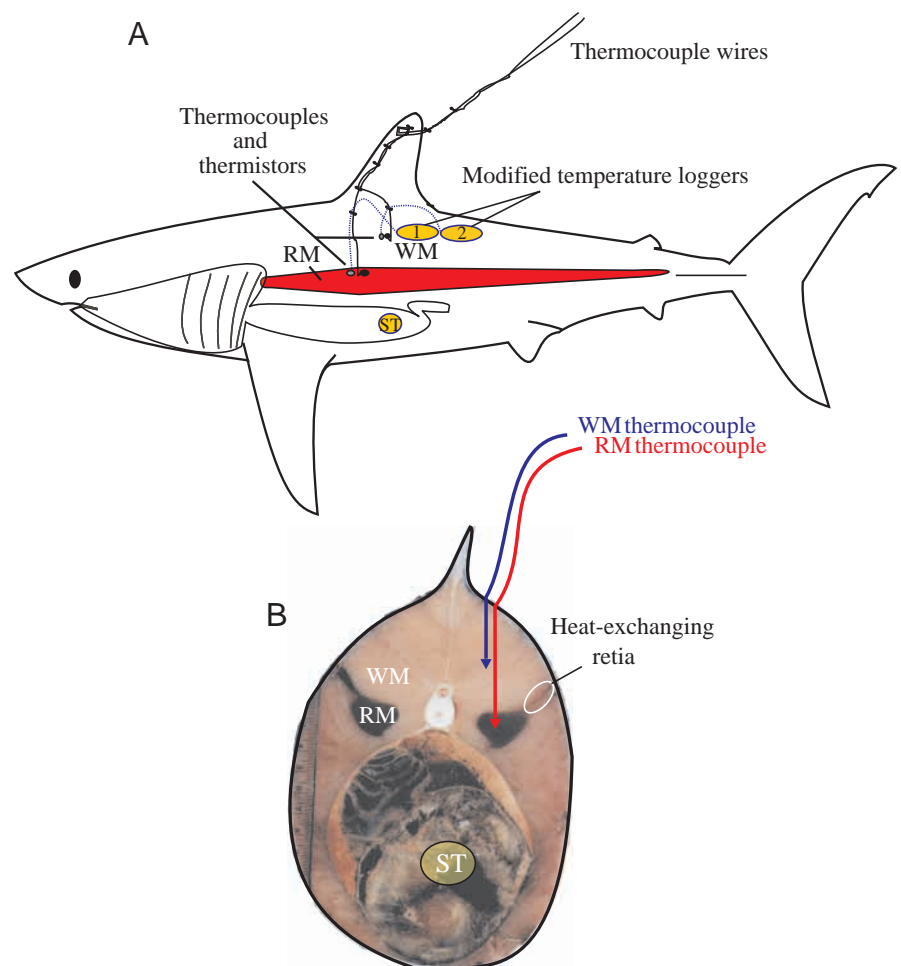 A
Thermocouple wires
Thermocouples
and
thermistors
Modified temperature loggers
1
2
WM
RM
ST
WM thermocouple
RM thermocouple
B
Heat-exchanging
retia
WM
RM
ST